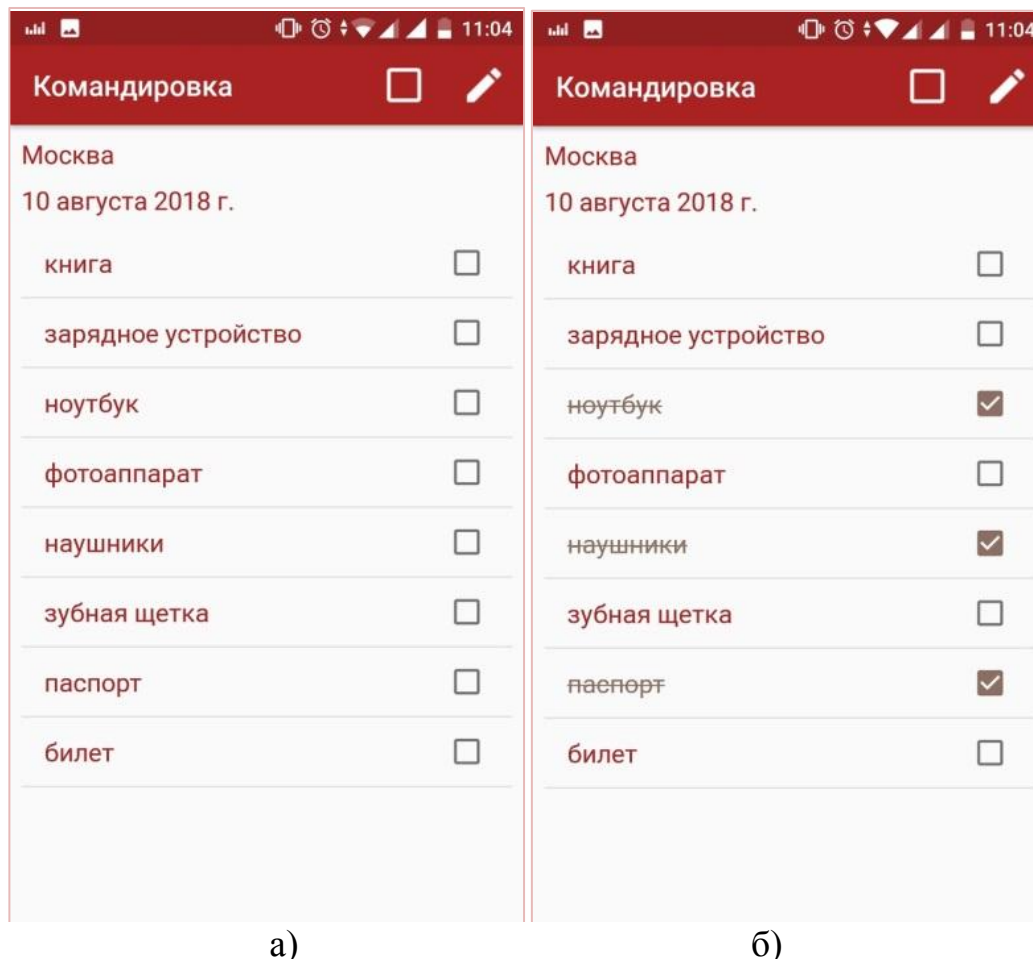 11:04
Командировка
Москва
10 августа 2018 г.
книга
зарядное устройство
ноутбук
фотоаппарат
наушники
зубная щетка
паспорт
билет
а)
11:04
Командировка
Москва
10 августа 2018 г.
книга
зарядное устройство
ноутбук
фотоаппарат
наушники
зубная щетка
паспорт
билет
б)